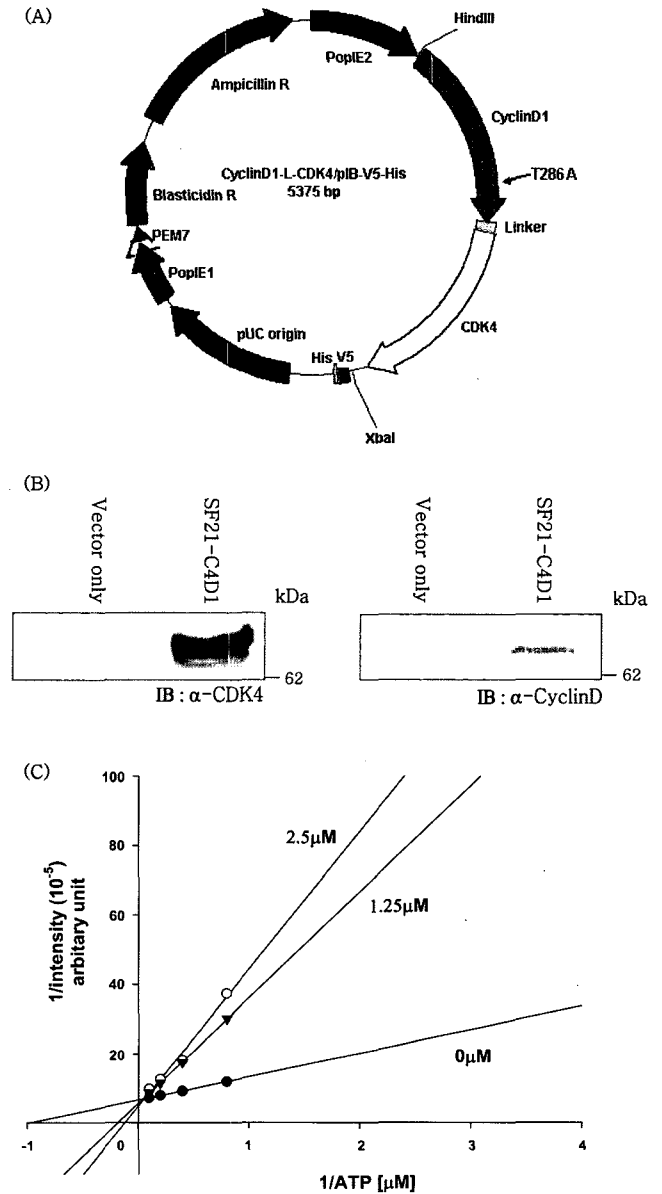 (A)
HindIII
PopIE2
Ampicillin R
CyclinD1
CyclinD1-L-CDK4/pIB-V5-His
5375 bp
T286A
Blasticidin R
Linker
PEM7
PopIE1
CDK4
pUC origin
His V5
XbaI
(B)
Vector only
SF21-C4D1
kDa
62
IB : α-CDK4
Vector only
SF21-C4D1
kDa
62
IB : α-CyclinD
(C)
100
80
60
40
20
1/intensity (10-5)
arbitary unit
2.5μM
1.25μM
0μM
-1 0 1 2 3 4
1/ATP [μM]